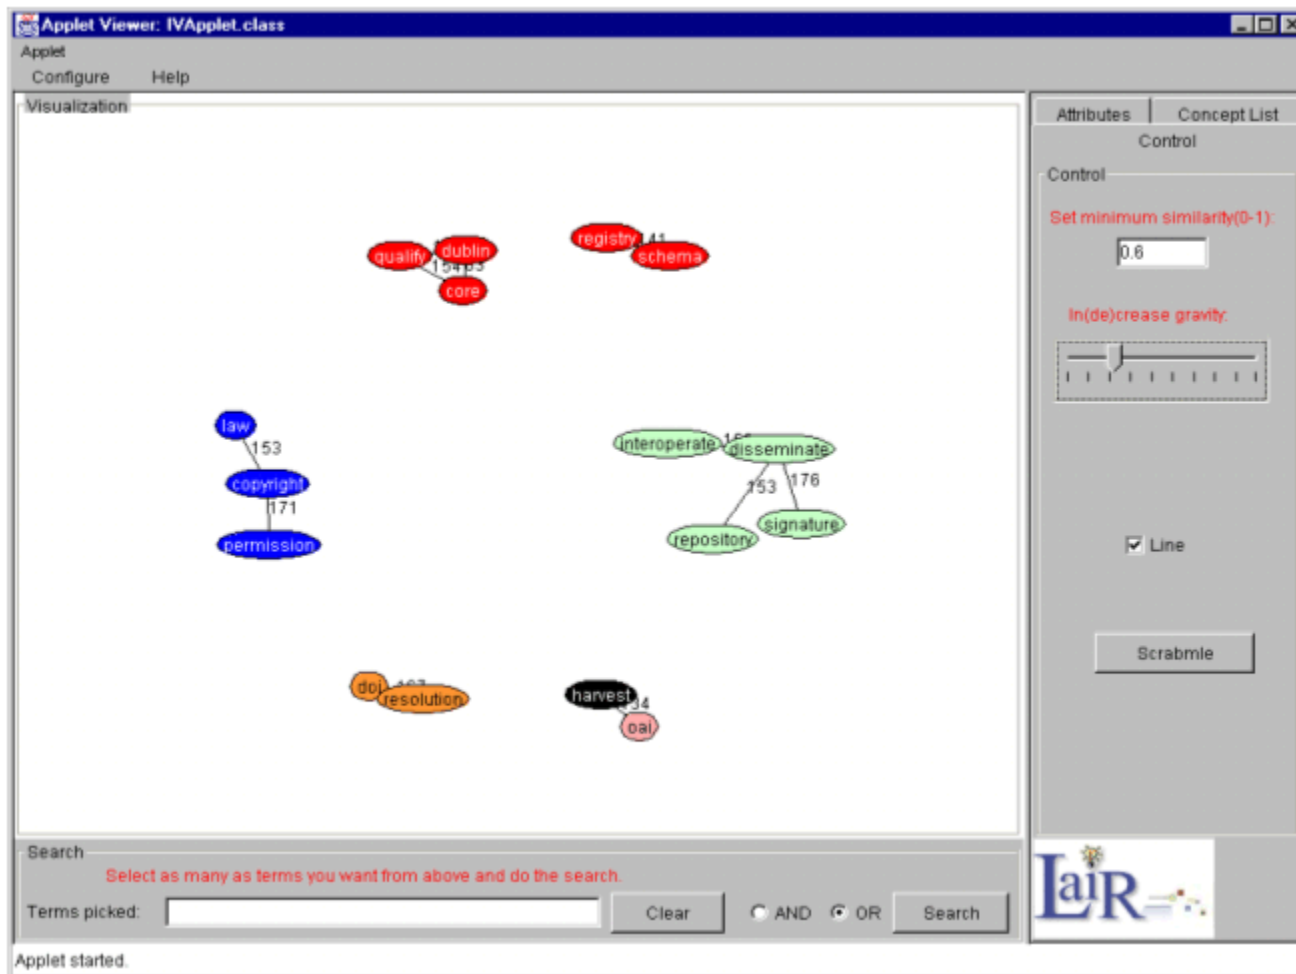 Applet Viewer: IVApplet.class
Applet
Configure Help
Visualization
qualify
dublin
154
core
registry
141
schema
law
153
copyright
171
permission
interoperate
disseminate
153
176
repository
signature
doi
resolution
harvest
oai
Attributes Concept List
Control
Control
Set minimum similarity(0-1):
0.6
In(de)crease gravity:
Line
Scrabmle
LaiR
Search
Select as many as terms you want from above and do the search.
Terms picked: Clear AND OR Search
Applet started.